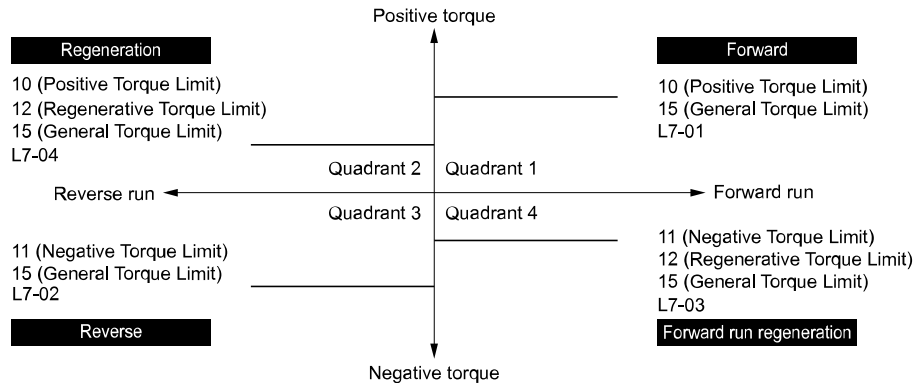 Positive torque
Regeneration
10 (Positive Torque Limit)
12 (Regenerative Torque Limit)
15 (General Torque Limit)
L7-04
Forward
10 (Positive Torque Limit)
15 (General Torque Limit)
L7-01
Quadrant 2
Quadrant 1
Reverse run
Forward run
Quadrant 3
Quadrant 4
11 (Negative Torque Limit)
15 (General Torque Limit)
L7-02
Reverse
11 (Negative Torque Limit)
12 (Regenerative Torque Limit)
15 (General Torque Limit)
L7-03
Forward run regeneration
Negative torque